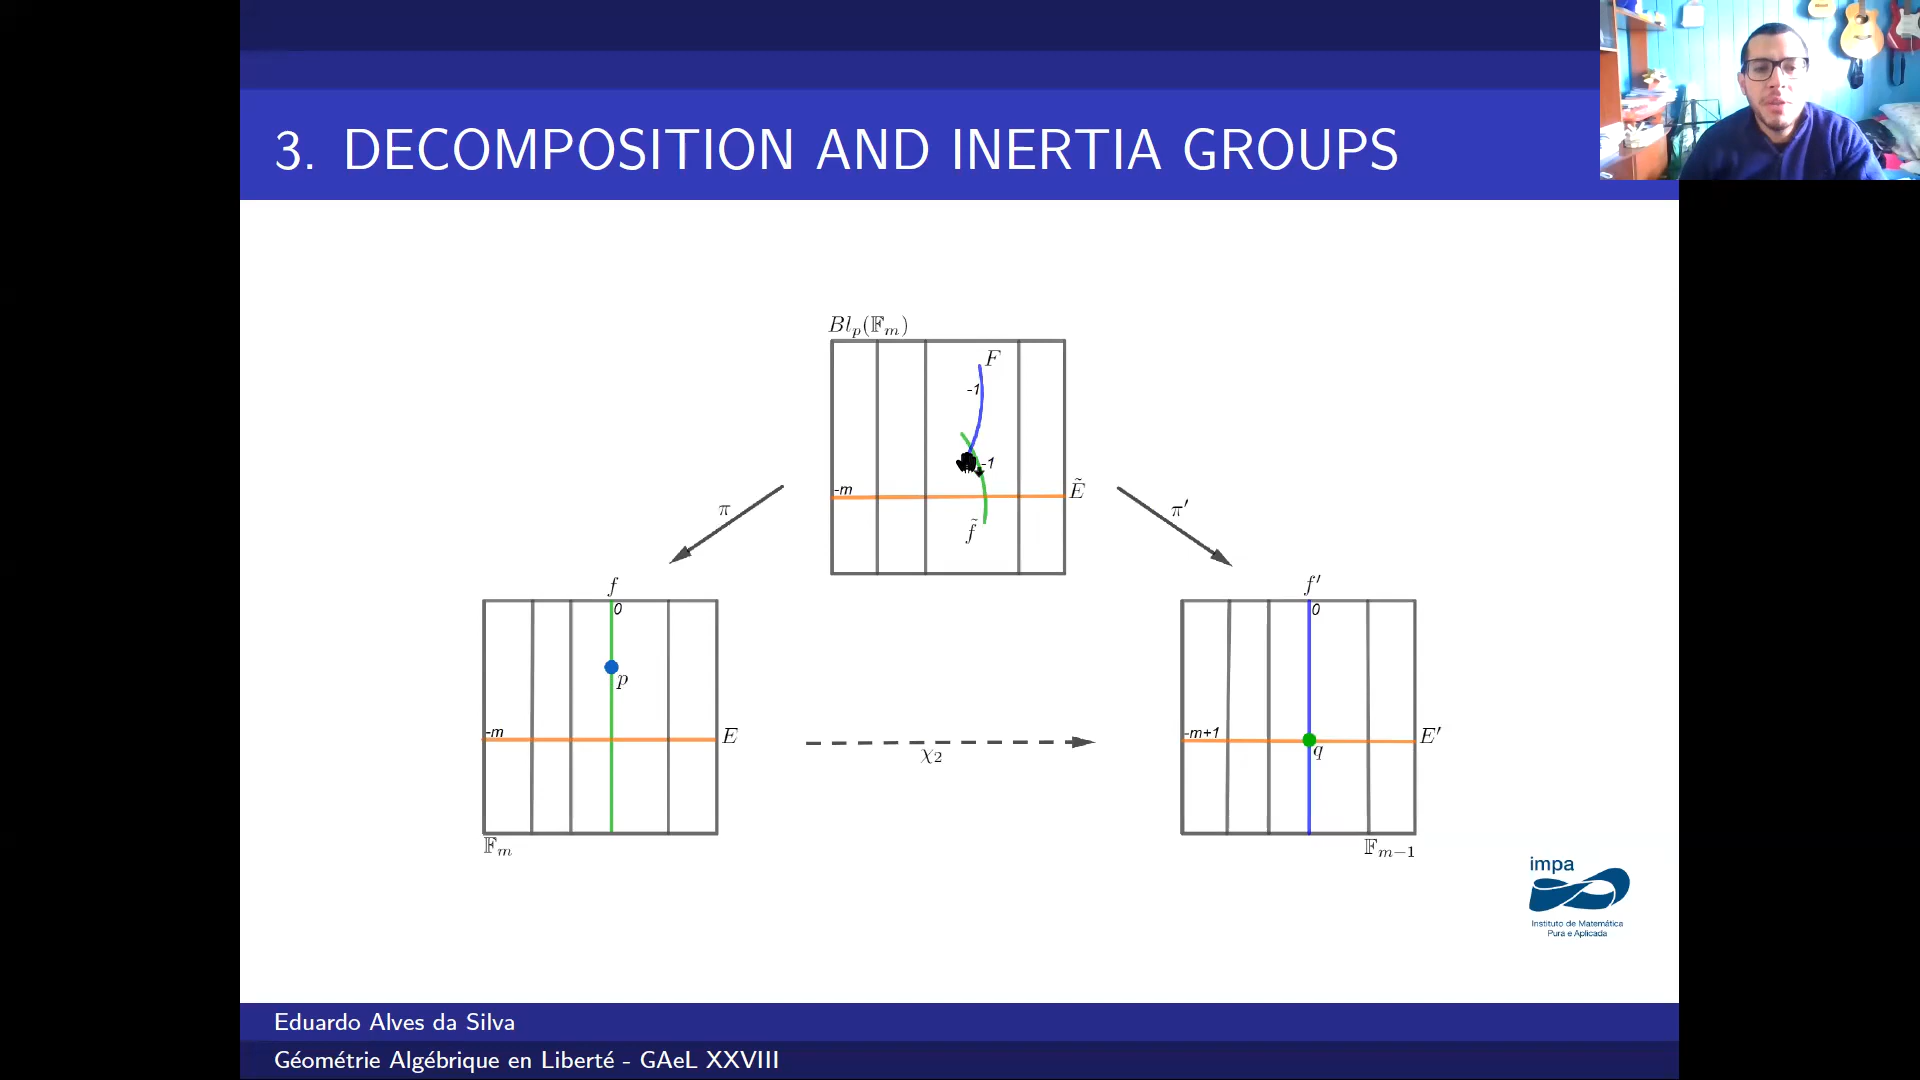 3. DECOMPOSITION AND INERTIA GROUPS
Bl_p(𝔽_m)
F
-1
-1
-m
Ẽ
f̃
π
π′
f
0
p
-m
E
𝔽_m
χ₂
f′
0
-m+1
E′
q
𝔽_{m−1}
impa
Instituto de Matemática
Pura e Aplicada
Eduardo Alves da Silva
Géométrie Algébrique en Liberté - GAeL XXVIII